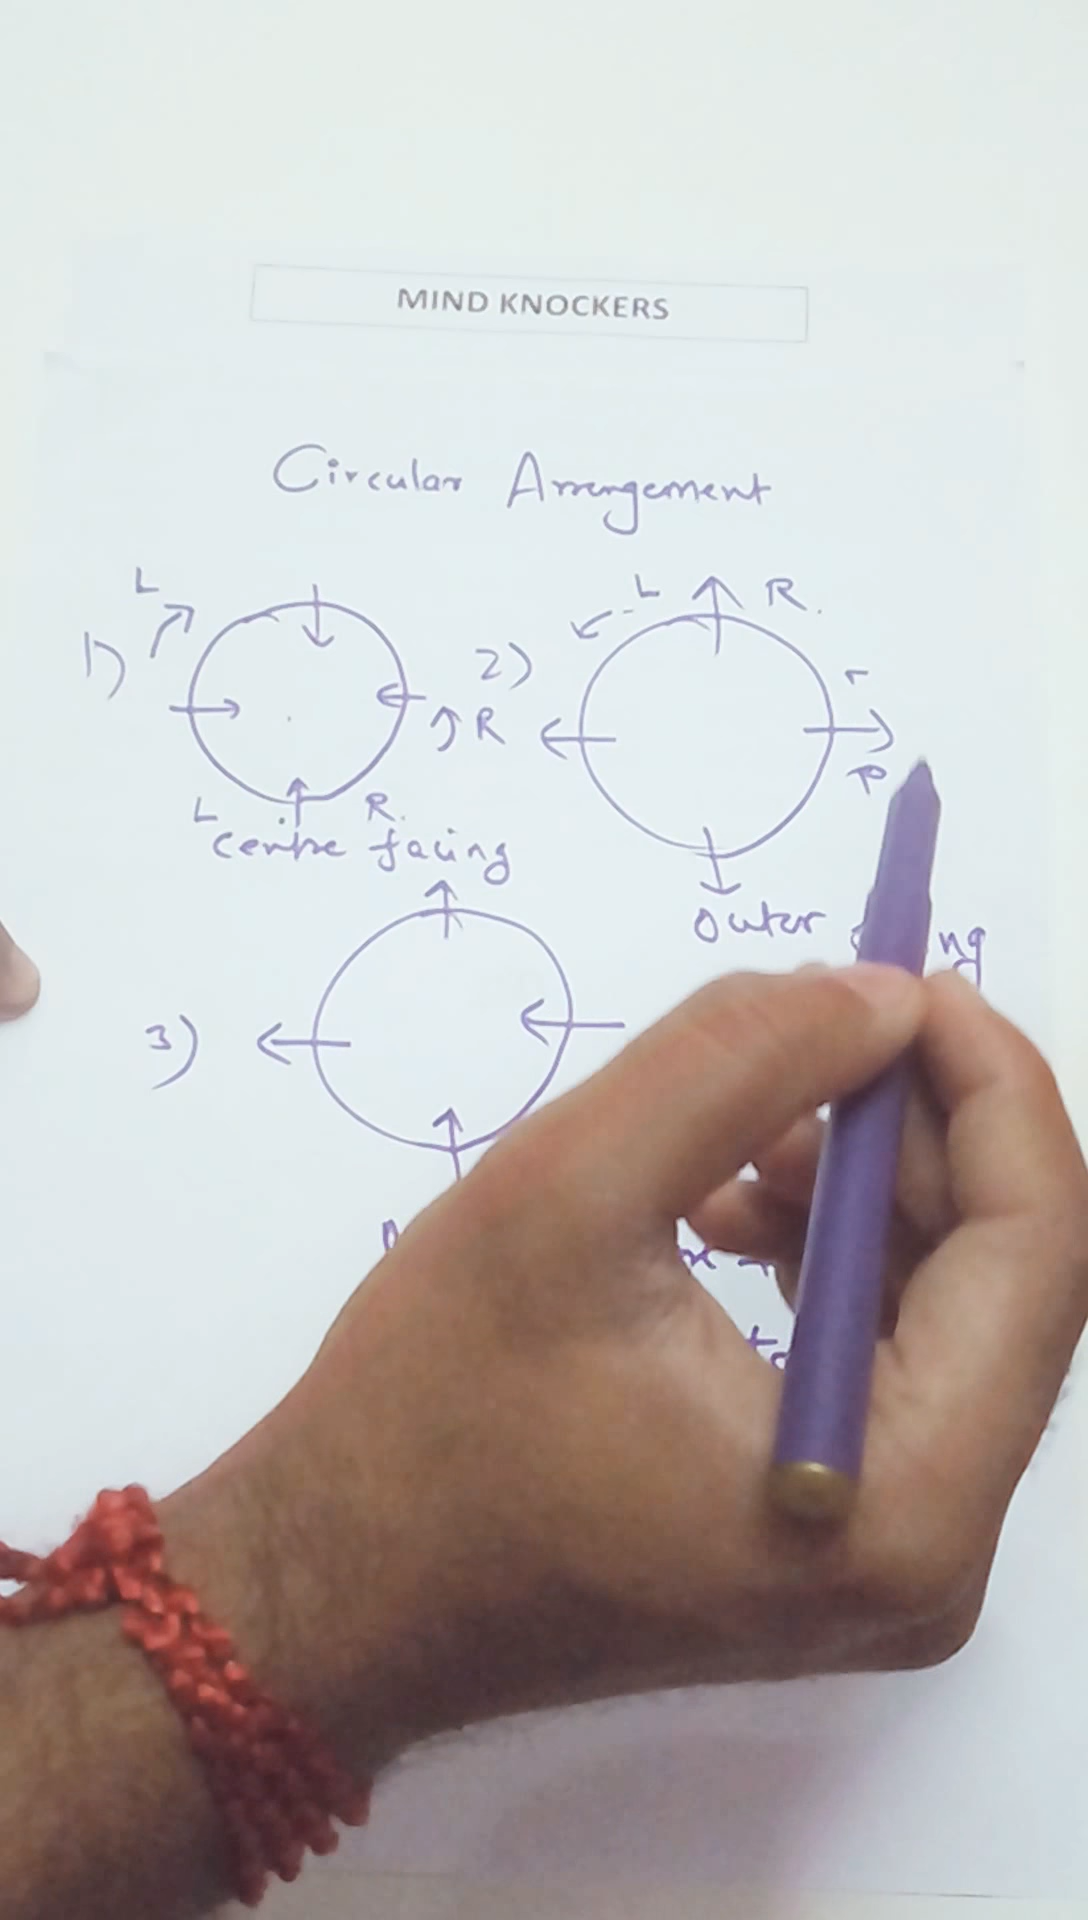 MIND KNOCKERS
Circular Arrangement
L
L R.
1)
2)
R
L R.
centre facing
outer
3)